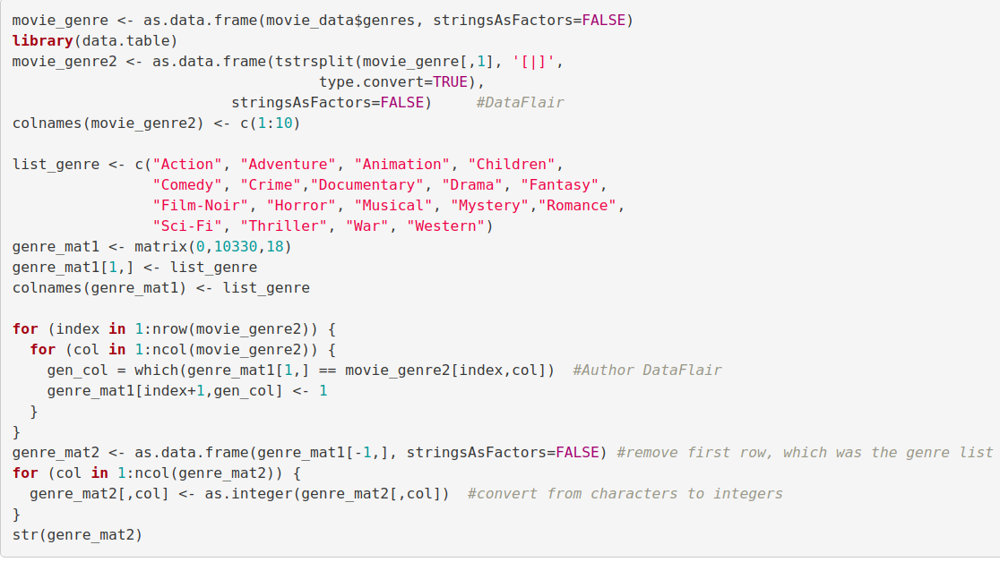 movie_genre <- as.data.frame(movie_data$genres, stringsAsFactors=FALSE)
library(data.table)
movie_genre2 <- as.data.frame(tstrsplit(movie_genre[,1], '[|]',
                                   type.convert=TRUE),
                         stringsAsFactors=FALSE)     #DataFlair
colnames(movie_genre2) <- c(1:10)

list_genre <- c("Action", "Adventure", "Animation", "Children",
                "Comedy", "Crime","Documentary", "Drama", "Fantasy",
                "Film-Noir", "Horror", "Musical", "Mystery","Romance",
                "Sci-Fi", "Thriller", "War", "Western")
genre_mat1 <- matrix(0,10330,18)
genre_mat1[1,] <- list_genre
colnames(genre_mat1) <- list_genre

for (index in 1:nrow(movie_genre2)) {
  for (col in 1:ncol(movie_genre2)) {
    gen_col = which(genre_mat1[1,] == movie_genre2[index,col])  #Author DataFlair
    genre_mat1[index+1,gen_col] <- 1
  }
}
genre_mat2 <- as.data.frame(genre_mat1[-1,], stringsAsFactors=FALSE) #remove first row, which was the genre list
for (col in 1:ncol(genre_mat2)) {
  genre_mat2[,col] <- as.integer(genre_mat2[,col])  #convert from characters to integers
}
str(genre_mat2)